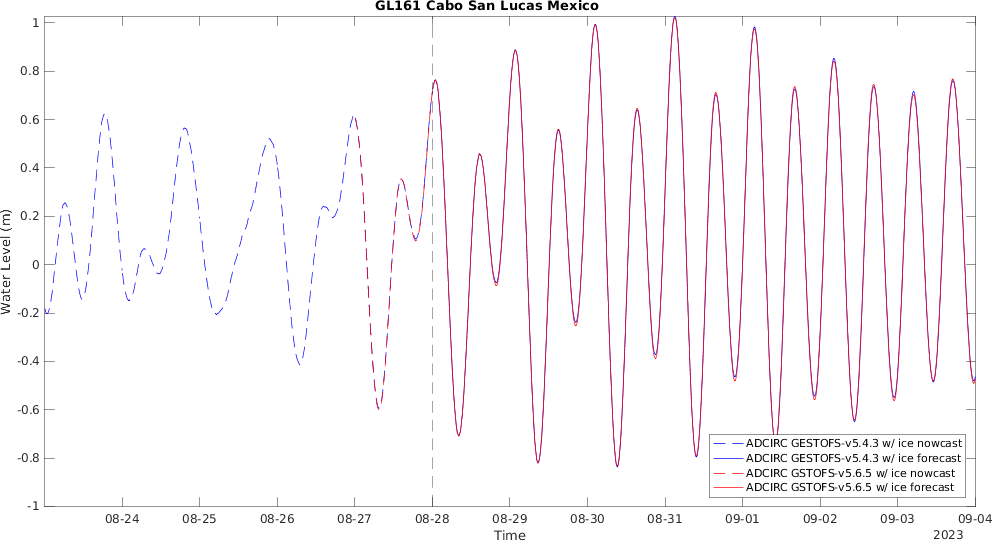 GL161 Cabo San Lucas Mexico
1
0.8
0.6
0.4
0.2
0
-0.2
-0.4
-0.6
-0.8
-1
Water Level (m)
ADCIRC GESTOFS-v5.4.3 w/ ice nowcast
ADCIRC GESTOFS-v5.4.3 w/ ice forecast
ADCIRC GSTOFS-v5.6.5 w/ ice nowcast
ADCIRC GSTOFS-v5.6.5 w/ ice forecast
08-24 08-25 08-26 08-27 08-28 08-29 08-30 08-31 09-01 09-02 09-03 09-04
Time
2023